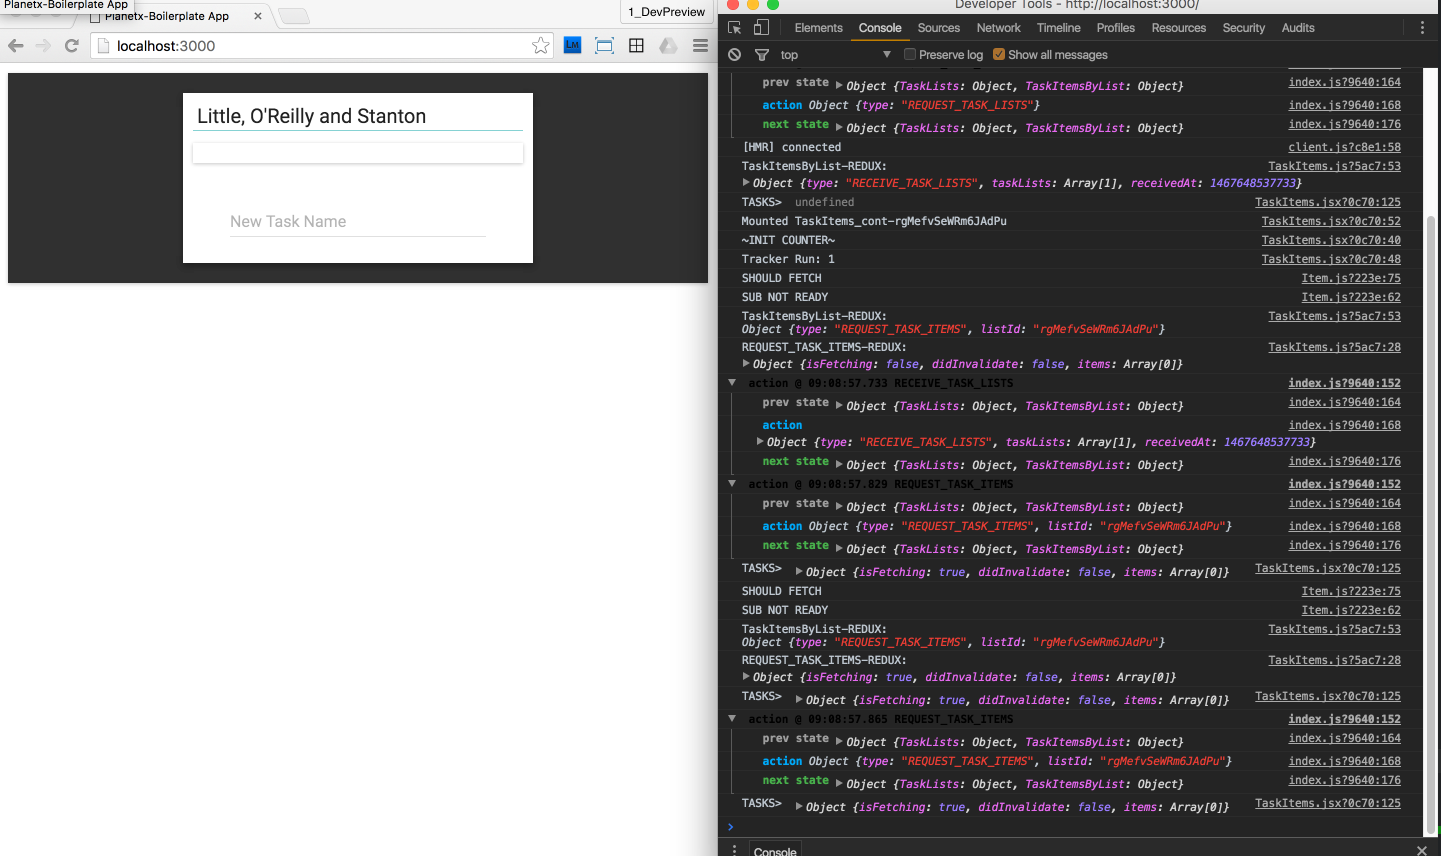 Planetx-Boilerplate App
Planetx-Boilerplate App
1_DevPreview
localhost:3000
LM
Little, O'Reilly and Stanton
New Task Name
Developer Tools - http://localhost:3000/
Elements Console Sources Network Timeline Profiles Resources Security Audits
top Preserve log Show all messages
prev state Object {TaskLists: Object, TaskItemsByList: Object} index.js?9640:164
action Object {type: "REQUEST_TASK_LISTS"} index.js?9640:168
next state Object {TaskLists: Object, TaskItemsByList: Object} index.js?9640:176
[HMR] connected client.js?c8e1:58
TaskItemsByList-REDUX: TaskItems.js?5ac7:53
Object {type: "RECEIVE_TASK_LISTS", taskLists: Array[1], receivedAt: 1467648537733}
TASKS> undefined TaskItems.jsx?0c70:125
Mounted TaskItems_cont-rgMefvSeWRm6JAdPu TaskItems.jsx?0c70:52
~INIT COUNTER~ TaskItems.jsx?0c70:40
Tracker Run: 1 TaskItems.jsx?0c70:48
SHOULD FETCH Item.js?223e:75
SUB NOT READY Item.js?223e:62
TaskItemsByList-REDUX: TaskItems.js?5ac7:53
Object {type: "REQUEST_TASK_ITEMS", listId: "rgMefvSeWRm6JAdPu"}
REQUEST_TASK_ITEMS-REDUX: TaskItems.js?5ac7:28
Object {isFetching: false, didInvalidate: false, items: Array[0]}
action @ 09:08:57.733 RECEIVE_TASK_LISTS index.js?9640:152
prev state Object {TaskLists: Object, TaskItemsByList: Object} index.js?9640:164
action index.js?9640:168
Object {type: "RECEIVE_TASK_LISTS", taskLists: Array[1], receivedAt: 1467648537733}
next state Object {TaskLists: Object, TaskItemsByList: Object} index.js?9640:176
action @ 09:08:57.829 REQUEST_TASK_ITEMS index.js?9640:152
prev state Object {TaskLists: Object, TaskItemsByList: Object} index.js?9640:164
action Object {type: "REQUEST_TASK_ITEMS", listId: "rgMefvSeWRm6JAdPu"} index.js?9640:168
next state Object {TaskLists: Object, TaskItemsByList: Object} index.js?9640:176
TASKS> Object {isFetching: true, didInvalidate: false, items: Array[0]} TaskItems.jsx?0c70:125
SHOULD FETCH Item.js?223e:75
SUB NOT READY Item.js?223e:62
TaskItemsByList-REDUX: TaskItems.js?5ac7:53
Object {type: "REQUEST_TASK_ITEMS", listId: "rgMefvSeWRm6JAdPu"}
REQUEST_TASK_ITEMS-REDUX: TaskItems.js?5ac7:28
Object {isFetching: true, didInvalidate: false, items: Array[0]}
TASKS> Object {isFetching: true, didInvalidate: false, items: Array[0]} TaskItems.jsx?0c70:125
action @ 09:08:57.865 REQUEST_TASK_ITEMS index.js?9640:152
prev state Object {TaskLists: Object, TaskItemsByList: Object} index.js?9640:164
action Object {type: "REQUEST_TASK_ITEMS", listId: "rgMefvSeWRm6JAdPu"} index.js?9640:168
next state Object {TaskLists: Object, TaskItemsByList: Object} index.js?9640:176
TASKS> Object {isFetching: true, didInvalidate: false, items: Array[0]} TaskItems.jsx?0c70:125
Console